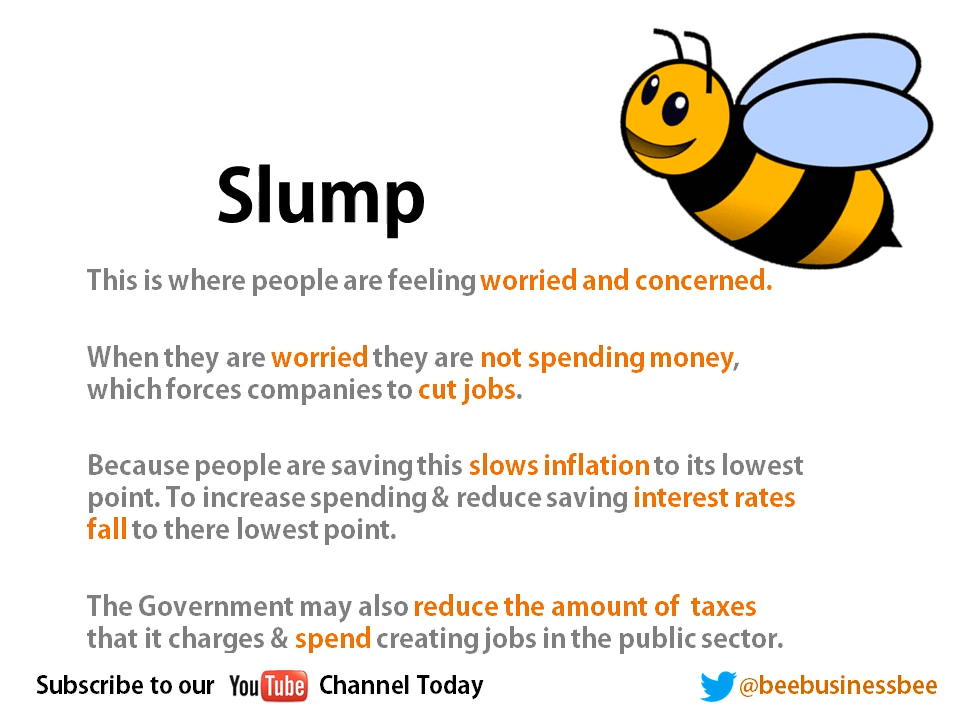 Slump
This is where people are feeling worried and concerned.
When they are worried they are not spending money,
which forces companies to cut jobs.
Because people are saving this slows inflation to its lowest
point. To increase spending & reduce saving interest rates
fall to there lowest point.
The Government may also reduce the amount of taxes
that it charges & spend creating jobs in the public sector.
Subscribe to our YouTube Channel Today
@beebusinessbee